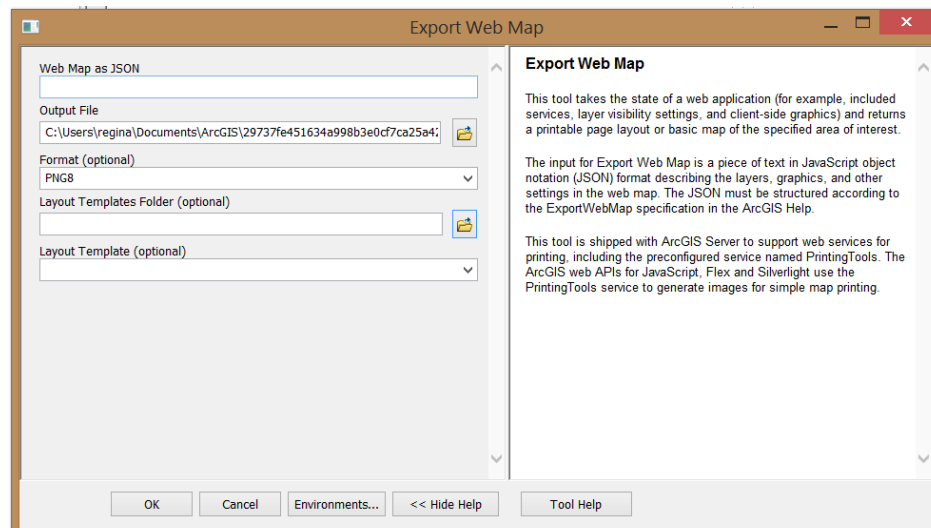 Export Web Map
Web Map as JSON
Output File
C:\Users\regina\Documents\ArcGIS\29737fe451634a998b3e0cf7ca25a42
Format (optional)
PNG8
Layout Templates Folder (optional)
Layout Template (optional)
Export Web Map
This tool takes the state of a web application (for example, included
services, layer visibility settings, and client-side graphics) and returns
a printable page layout or basic map of the specified area of interest.
The input for Export Web Map is a piece of text in JavaScript object
notation (JSON) format describing the layers, graphics, and other
settings in the web map. The JSON must be structured according to
the ExportWebMap specification in the ArcGIS Help.
This tool is shipped with ArcGIS Server to support web services for
printing, including the preconfigured service named PrintingTools. The
ArcGIS web APIs for JavaScript, Flex and Silverlight use the
PrintingTools service to generate images for simple map printing.
OK
Cancel
Environments...
<< Hide Help
Tool Help